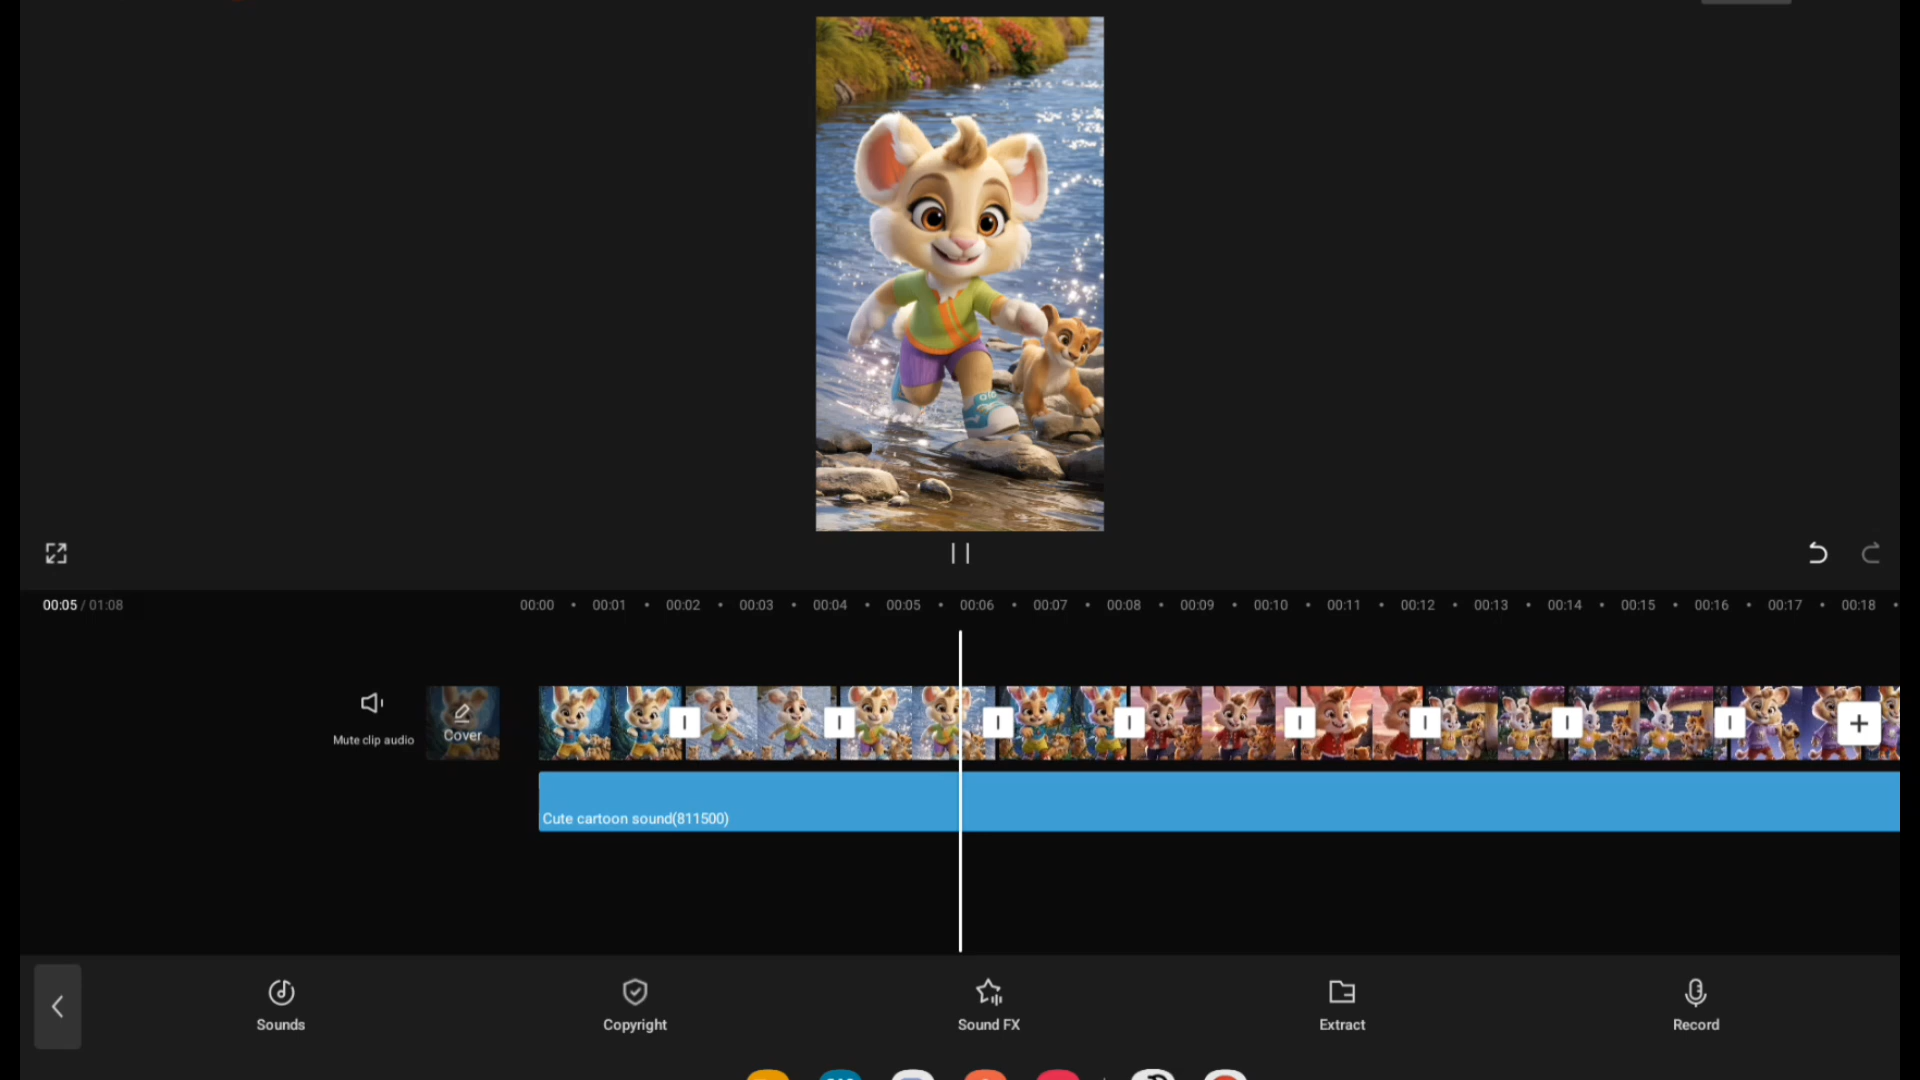 00:05 / 01:08
00:00 00:01 00:02 00:03 00:04 00:05 00:06 00:07 00:08 00:09 00:10 00:11 00:12 00:13 00:14 00:15 00:16 00:17 00:18
Mute clip audio
Cover
Cute cartoon sound(811500)
Sounds
Copyright
Sound FX
Extract
Record